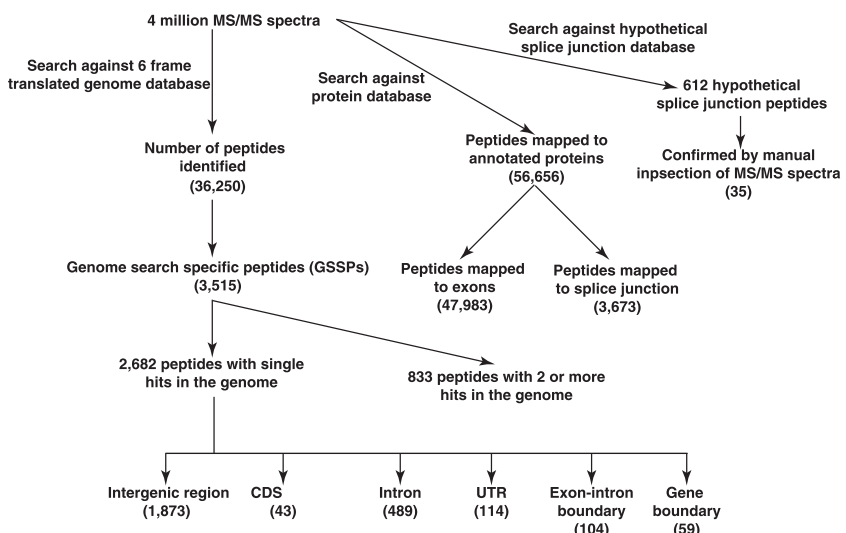 4 million MS/MS spectra
Search against hypothetical
splice junction database
Search against 6 frame
translated genome database
Search against
protein database
612 hypothetical
splice junction peptides
Number of peptides
identified
(36,250)
Peptides mapped to
annotated proteins
(56,656)
Confirmed by manual
inpsection of MS/MS spectra
(35)
Genome search specific peptides (GSSPs)
(3,515)
Peptides mapped
to exons
(47,983)
Peptides mapped
to splice junction
(3,673)
2,682 peptides with single
hits in the genome
833 peptides with 2 or more
hits in the genome
Intergenic region
(1,873)
CDS
(43)
Intron
(489)
UTR
(114)
Exon-intron
boundary
(104)
Gene
boundary
(59)